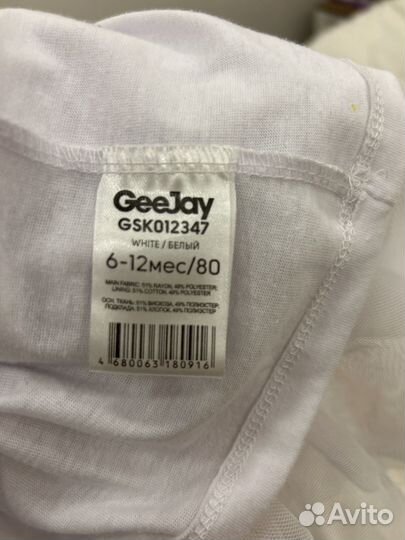 GeeJay
GSK012347
WHITE / БЕЛЫЙ
6-12мес/80
MAIN FABRIC: 51% RAYON, 49% POLYESTER;
LINING: 51% COTTON, 49% POLYESTER
ОСН. ТКАНЬ: 51% ВИСКОЗА, 49% ПОЛИЭСТЕР;
ПОДКЛАДА: 51% ХЛОПОК, 49% ПОЛИЭСТЕР
4 680063 180916
Avito